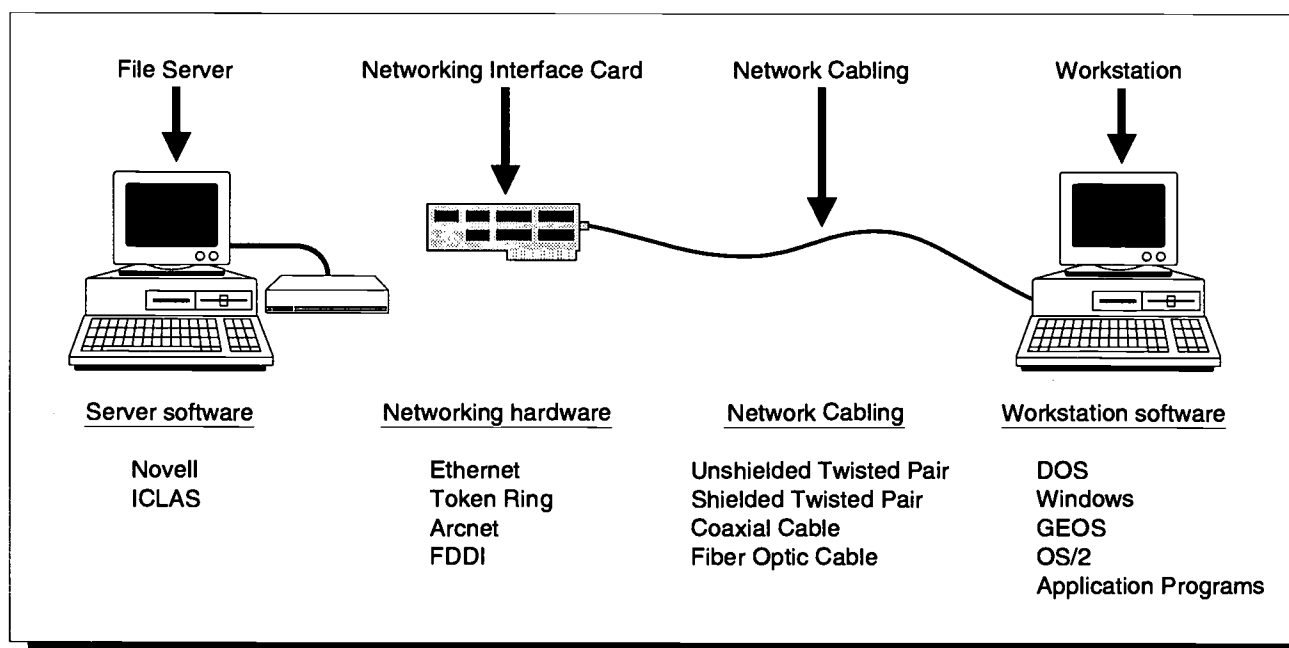 File Server
Networking Interface Card
Network Cabling
Workstation
Server software
Novell
ICLAS
Networking hardware
Ethernet
Token Ring
Arcnet
FDDI
Network Cabling
Unshielded Twisted Pair
Shielded Twisted Pair
Coaxial Cable
Fiber Optic Cable
Workstation software
DOS
Windows
GEOS
OS/2
Application Programs